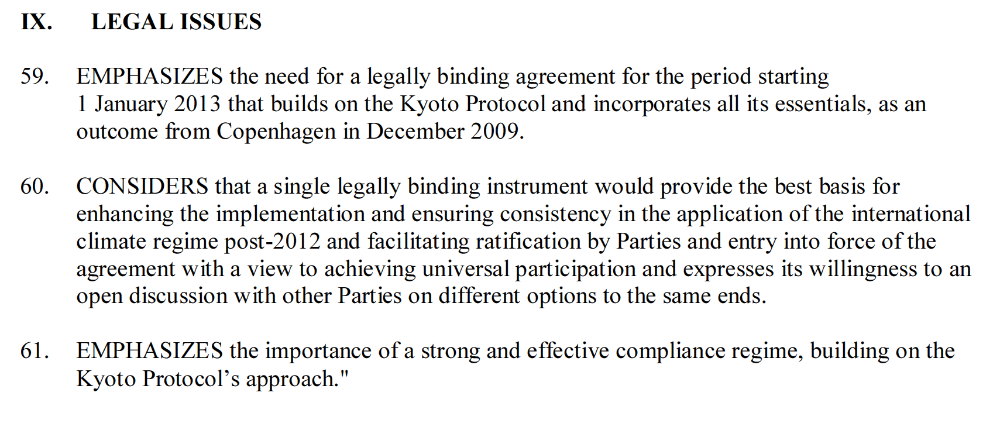 IX. LEGAL ISSUES
59. EMPHASIZES the need for a legally binding agreement for the period starting
1 January 2013 that builds on the Kyoto Protocol and incorporates all its essentials, as an
outcome from Copenhagen in December 2009.
60. CONSIDERS that a single legally binding instrument would provide the best basis for
enhancing the implementation and ensuring consistency in the application of the international
climate regime post-2012 and facilitating ratification by Parties and entry into force of the
agreement with a view to achieving universal participation and expresses its willingness to an
open discussion with other Parties on different options to the same ends.
61. EMPHASIZES the importance of a strong and effective compliance regime, building on the
Kyoto Protocol’s approach."